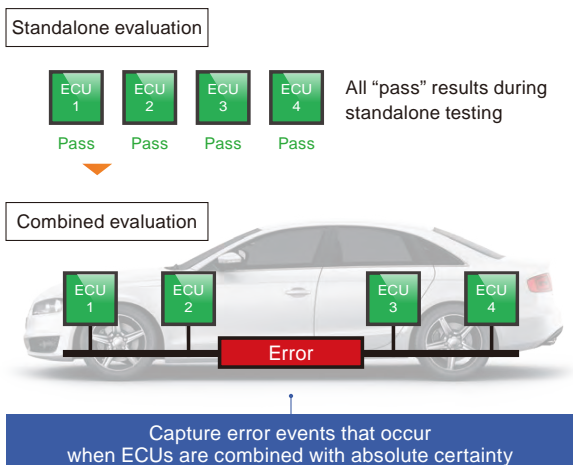 Standalone evaluation
ECU
1
ECU
2
ECU
3
ECU
4
All “pass” results during
standalone testing
Pass
Pass
Pass
Pass
Combined evaluation
ECU
1
ECU
2
ECU
3
ECU
4
Error
Capture error events that occur
when ECUs are combined with absolute certainty